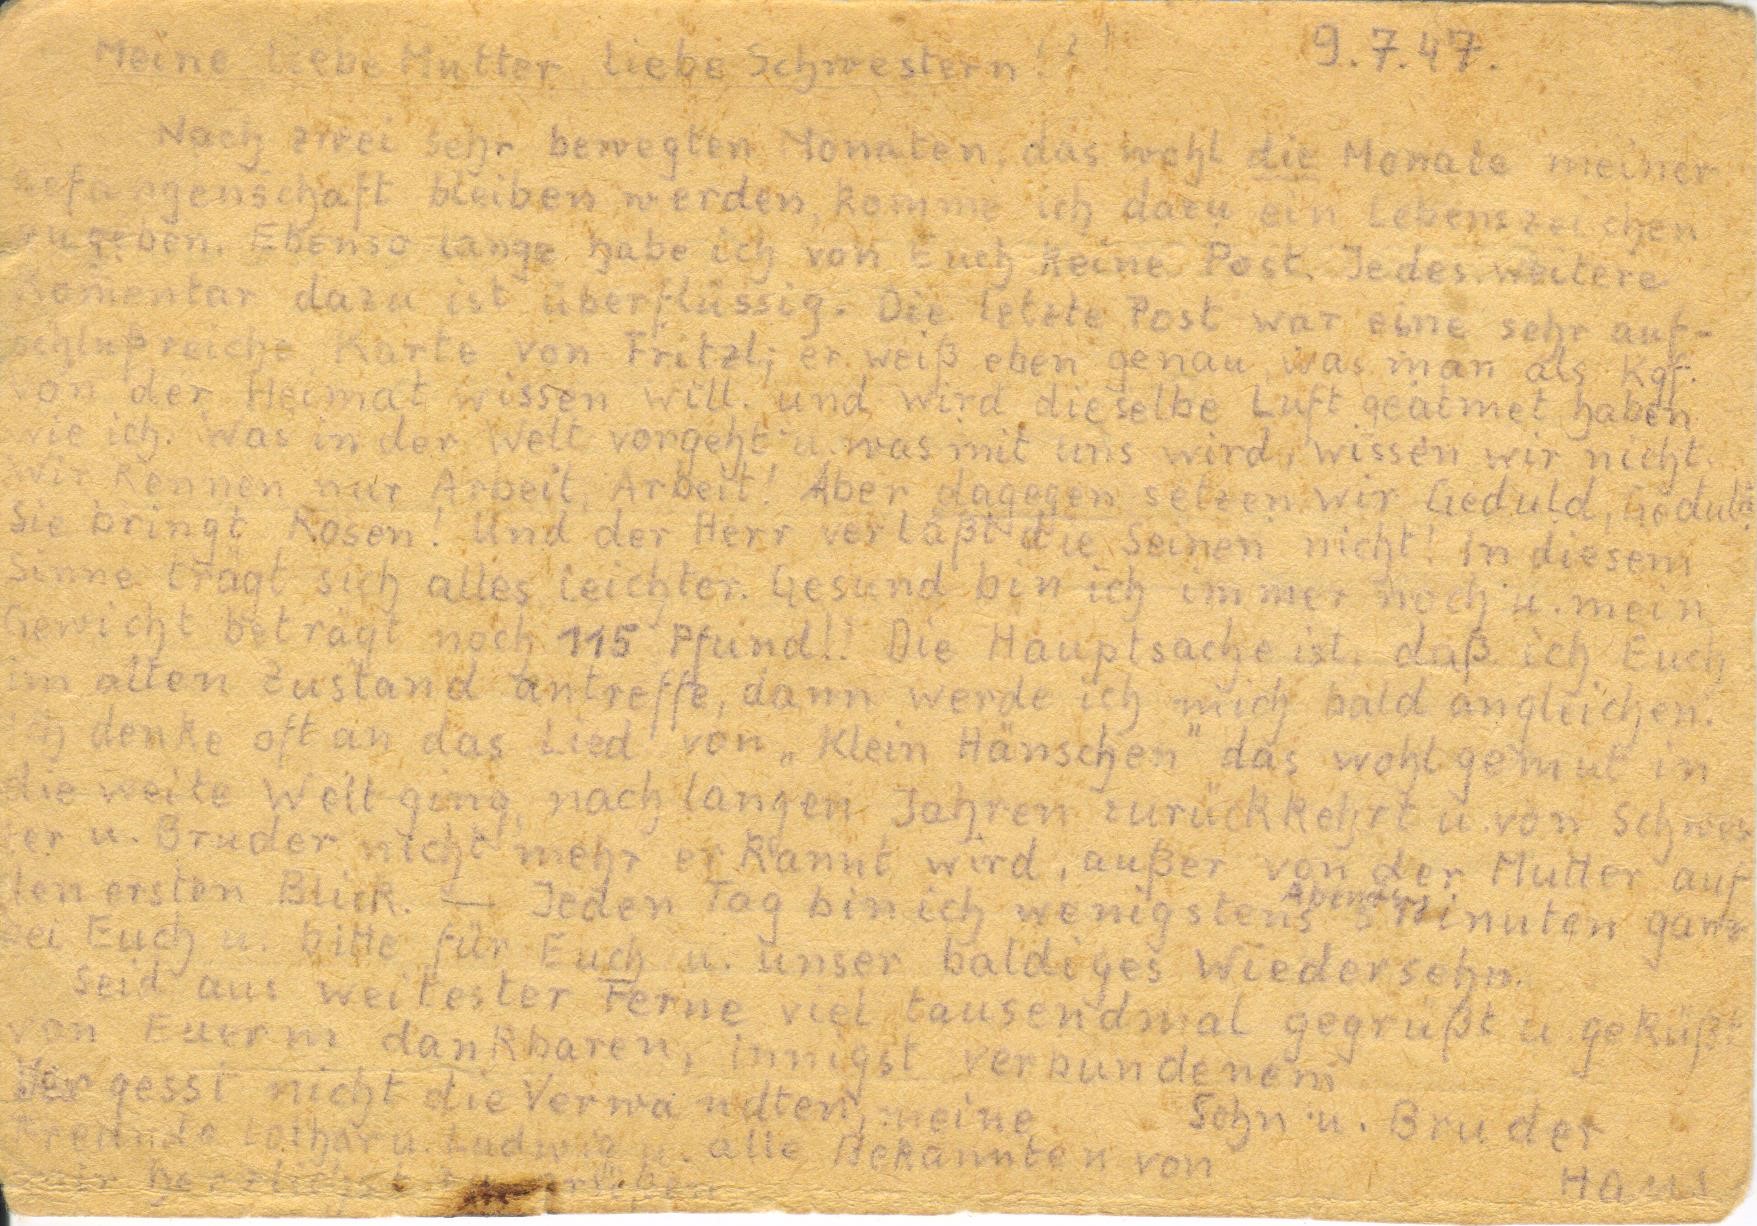 9.7.47.
Meine liebe Mutter, liebe Schwestern!!!
Nach zwei sehr bewegten Monaten, das wohl die Monate meiner
Gefangenschaft bleiben werden, komme ich dazu ein Lebenszeichen
zugeben. Ebenso lange habe ich von Euch keine Post. Jedes weitere
Komentar dazu ist überflüssig. Die letzte Post war eine sehr auf-
schlußreiche Karte von Fritzl; er weiß eben genau, was man als Kgf.
von der Heimat wissen will. und wird dieselbe Luft geatmet haben
wie ich. Was in der Welt vorgeht u. was mit uns wird, wissen wir nicht.
Wir kennen nur Arbeit, Arbeit! Aber dagegen setzen wir Geduld, Geduld!
Sie bringt Rosen! Und der Herr verläßt die Seinen nicht! In diesem
Sinne trägt sich alles leichter. Gesund bin ich immer noch u. mein
Gewicht beträgt noch 115 Pfund!! Die Hauptsache ist, daß ich Euch
im alten Zustand antreffe, dann werde ich mich bald angleichen.
Ich denke oft an das Lied von „Klein Hänschen" das wohlgemut in
die weite Welt ging, nach langen Jahren zurückkehrt u. von Schwes
ter u. Bruder nicht mehr erkannt wird, außer von der Mutter auf
den ersten Blick. — Jeden Tag bin ich wenigstens Abends 5 Minuten ganz
bei Euch u. bitte für Euch u. unser baldiges Wiedersehn.
Seid aus weitester Ferne viel tausendmal gegrüßt u. geküßt
von Euerm dankbaren, innigst verbundenem
Sohn u. Bruder
Hans
Vergesst nicht die Verwandten, meine
Freunde Lothar u. Ludwig u. alle Bekannten von
mir herzlichst zu grüßen